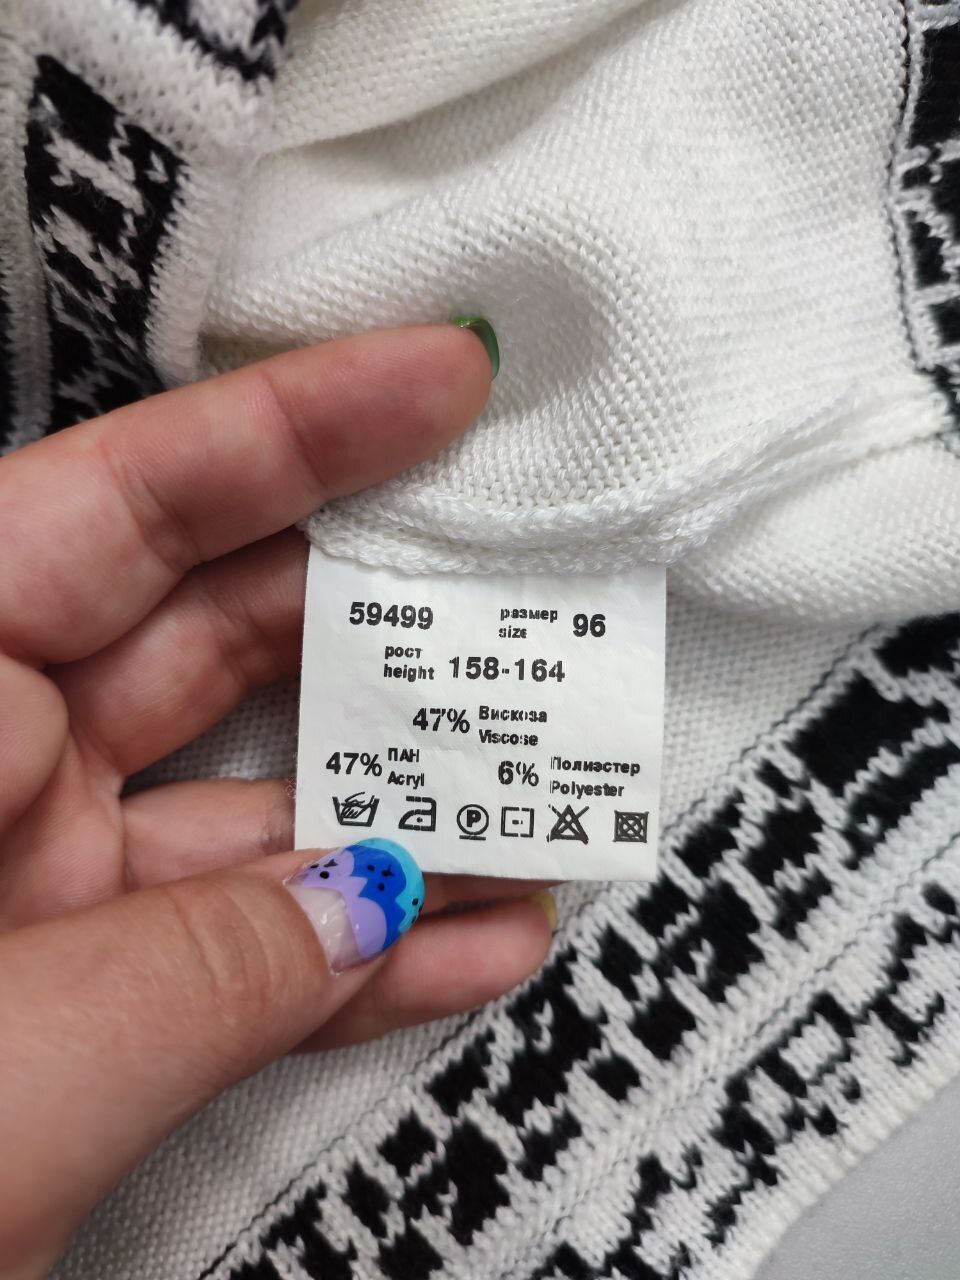 59499 размер size 96
рост height 158-164
47% Вискоза Viscose
47% ПАН Acryl 6% Полиэстер Polyester
P